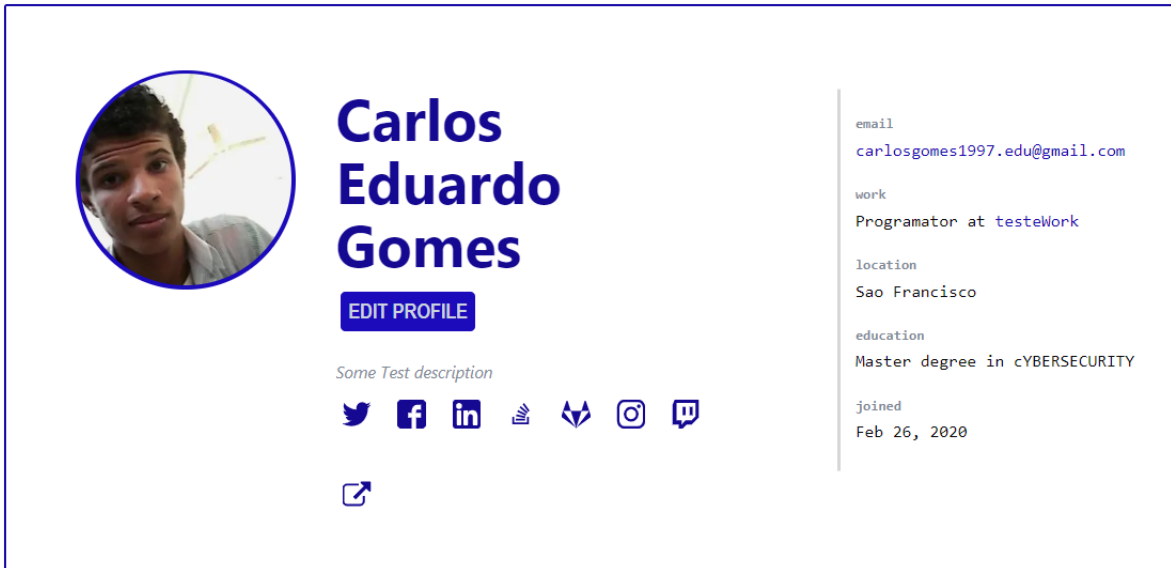 Carlos
Eduardo
Gomes
EDIT PROFILE
Some Test description
email
carlosgomes1997.edu@gmail.com
work
Programator at testeWork
location
Sao Francisco
education
Master degree in cYBERSECURITY
joined
Feb 26, 2020